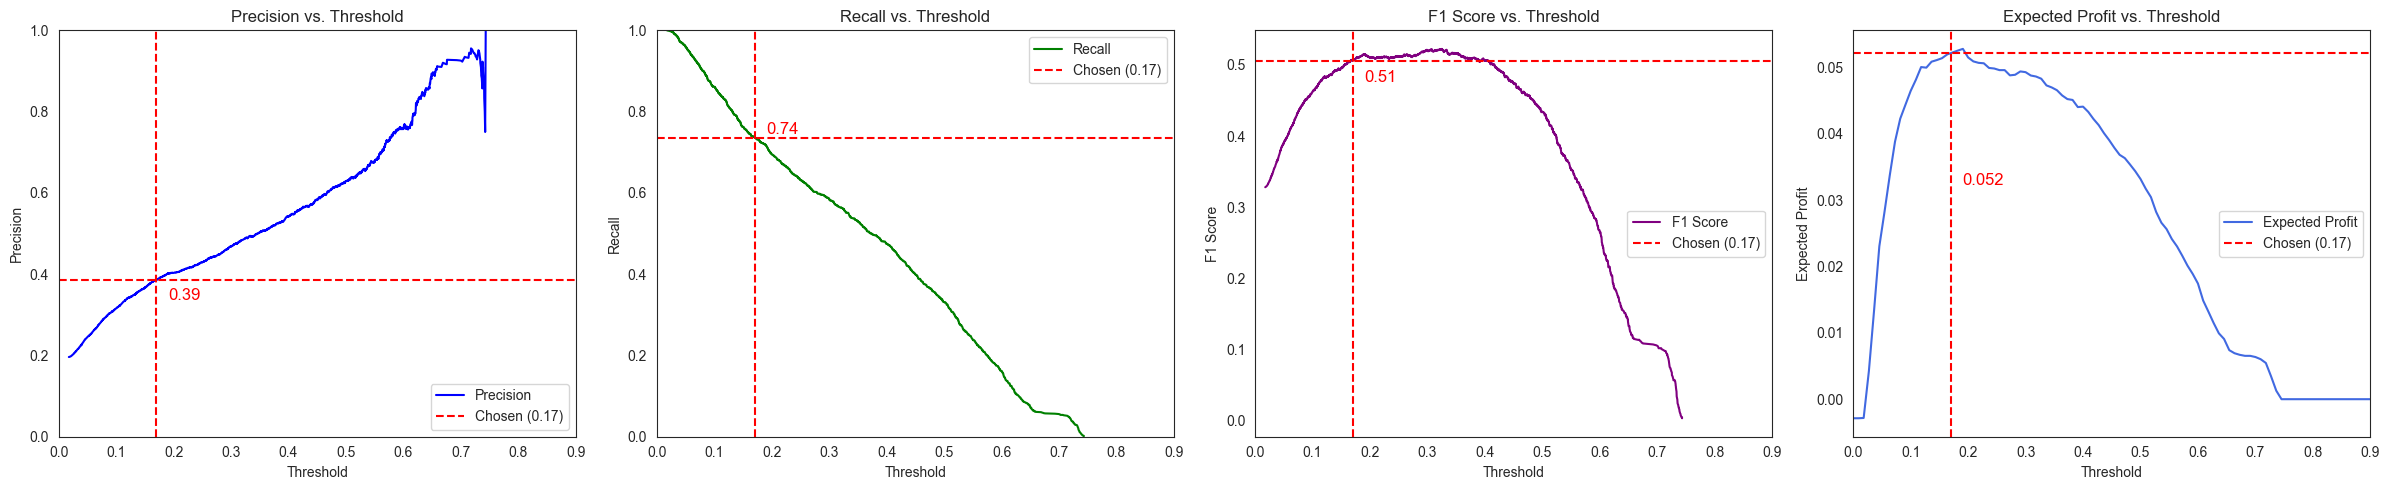 Precision vs. Threshold
Precision
1.0
0.8
0.6
0.4
0.2
0.0
0.39
Precision
Chosen (0.17)
0.0 0.1 0.2 0.3 0.4 0.5 0.6 0.7 0.8 0.9
Threshold
Recall vs. Threshold
Recall
1.0
0.8
0.6
0.4
0.2
0.0
Recall
Chosen (0.17)
0.74
0.0 0.1 0.2 0.3 0.4 0.5 0.6 0.7 0.8 0.9
Threshold
F1 Score vs. Threshold
F1 Score
0.5
0.4
0.3
0.2
0.1
0.0
0.51
F1 Score
Chosen (0.17)
0.0 0.1 0.2 0.3 0.4 0.5 0.6 0.7 0.8 0.9
Threshold
Expected Profit vs. Threshold
Expected Profit
0.05
0.04
0.03
0.02
0.01
0.00
0.052
Expected Profit
Chosen (0.17)
0.0 0.1 0.2 0.3 0.4 0.5 0.6 0.7 0.8 0.9
Threshold